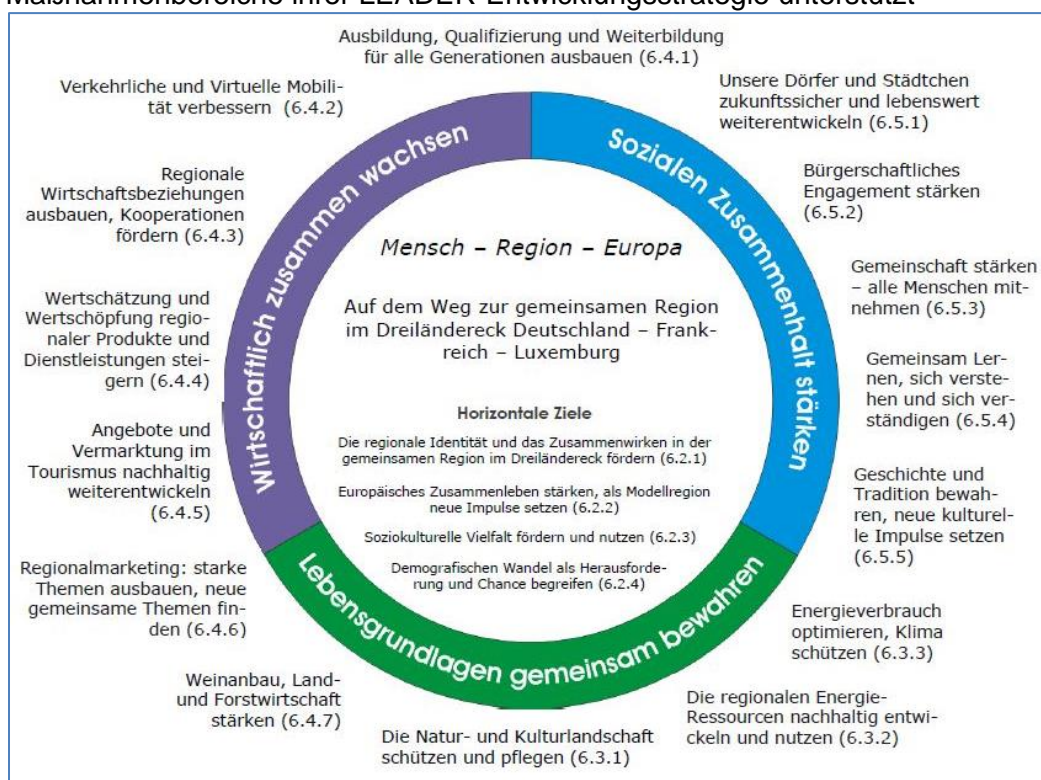 Maßnahmenbereiche ihrer LEADER-Entwicklungsstrategie unterstützt
Ausbildung, Qualifizierung und Weiterbildung
für alle Generationen ausbauen (6.4.1)
Verkehrliche und Virtuelle Mobili-
tät verbessern (6.4.2)
Regionale
Wirtschaftsbeziehungen
ausbauen, Kooperationen
fördern (6.4.3)
Wertschätzung und
Wertschöpfung regio-
naler Produkte und
Dienstleistungen stei-
gern (6.4.4)
Angebote und
Vermarktung im
Tourismus nachhaltig
weiterentwickeln
(6.4.5)
Regionalmarketing: starke
Themen ausbauen, neue
gemeinsame Themen fin-
den (6.4.6)
Weinanbau, Land-
und Forstwirtschaft
stärken (6.4.7)
Wirtschaftlich zusammen wachsen
Sozialen Zusammenhalt stärken
Lebensgrundlagen gemeinsam bewahren
Mensch – Region – Europa
Auf dem Weg zur gemeinsamen Region
im Dreiländereck Deutschland – Frank-
reich – Luxemburg
Horizontale Ziele
Die regionale Identität und das Zusammenwirken in der
gemeinsamen Region im Dreiländereck fördern (6.2.1)
Europäisches Zusammenleben stärken, als Modellregion
neue Impulse setzen (6.2.2)
Soziokulturelle Vielfalt fördern und nutzen (6.2.3)
Demografischen Wandel als Herausforde-
rung und Chance begreifen (6.2.4)
Unsere Dörfer und Städtchen
zukunftssicher und lebenswert
weiterentwickeln (6.5.1)
Bürgerschaftliches
Engagement stärken
(6.5.2)
Gemeinschaft stärken
– alle Menschen mit-
nehmen (6.5.3)
Gemeinsam Ler-
nen, sich verste-
hen und sich ver-
ständigen (6.5.4)
Geschichte und
Tradition bewah-
ren, neue kulturel-
le Impulse setzen
(6.5.5)
Energieverbrauch
optimieren, Klima
schützen (6.3.3)
Die regionalen Energie-
Ressourcen nachhaltig entwi-
ckeln und nutzen (6.3.2)
Die Natur- und Kulturlandschaft
schützen und pflegen (6.3.1)